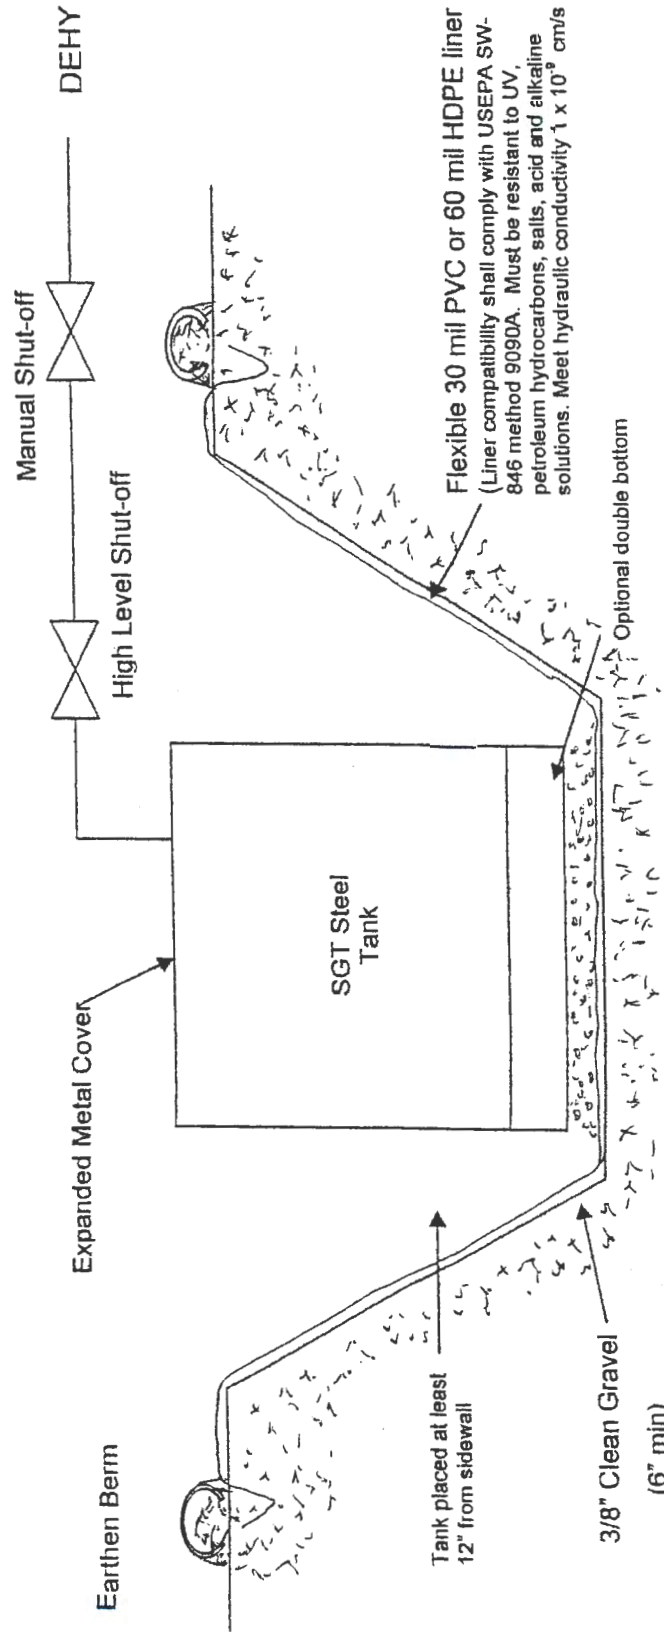 DEHY
Manual Shut-off
High Level Shut-off
Expanded Metal Cover
Earthen Berm
SGT Steel
Tank
Flexible 30 mil PVC or 60 mil HDPE liner
(Liner compatibility shall comply with USEPA SW-
846 method 9090A. Must be resistant to UV,
petroleum hydrocarbons, salts, acid and alkaline
solutions. Meet hydraulic conductivity 1 x 10⁻⁹ cm/s
Optional double bottom
Tank placed at least
12" from sidewall
3/8" Clean Gravel
(6" min)